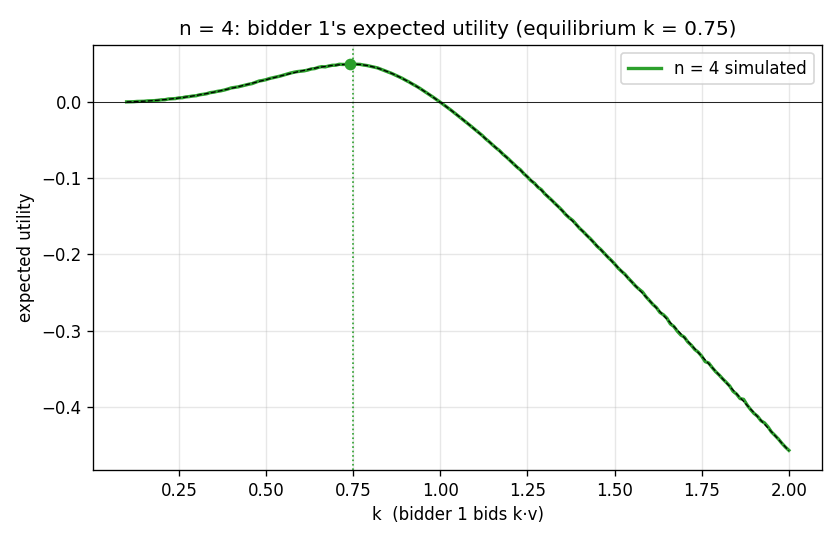 n = 4: bidder 1's expected utility (equilibrium k = 0.75)
n = 4 simulated
expected utility
0.0
−0.1
−0.2
−0.3
−0.4
0.25 0.50 0.75 1.00 1.25 1.50 1.75 2.00
k (bidder 1 bids k·v)